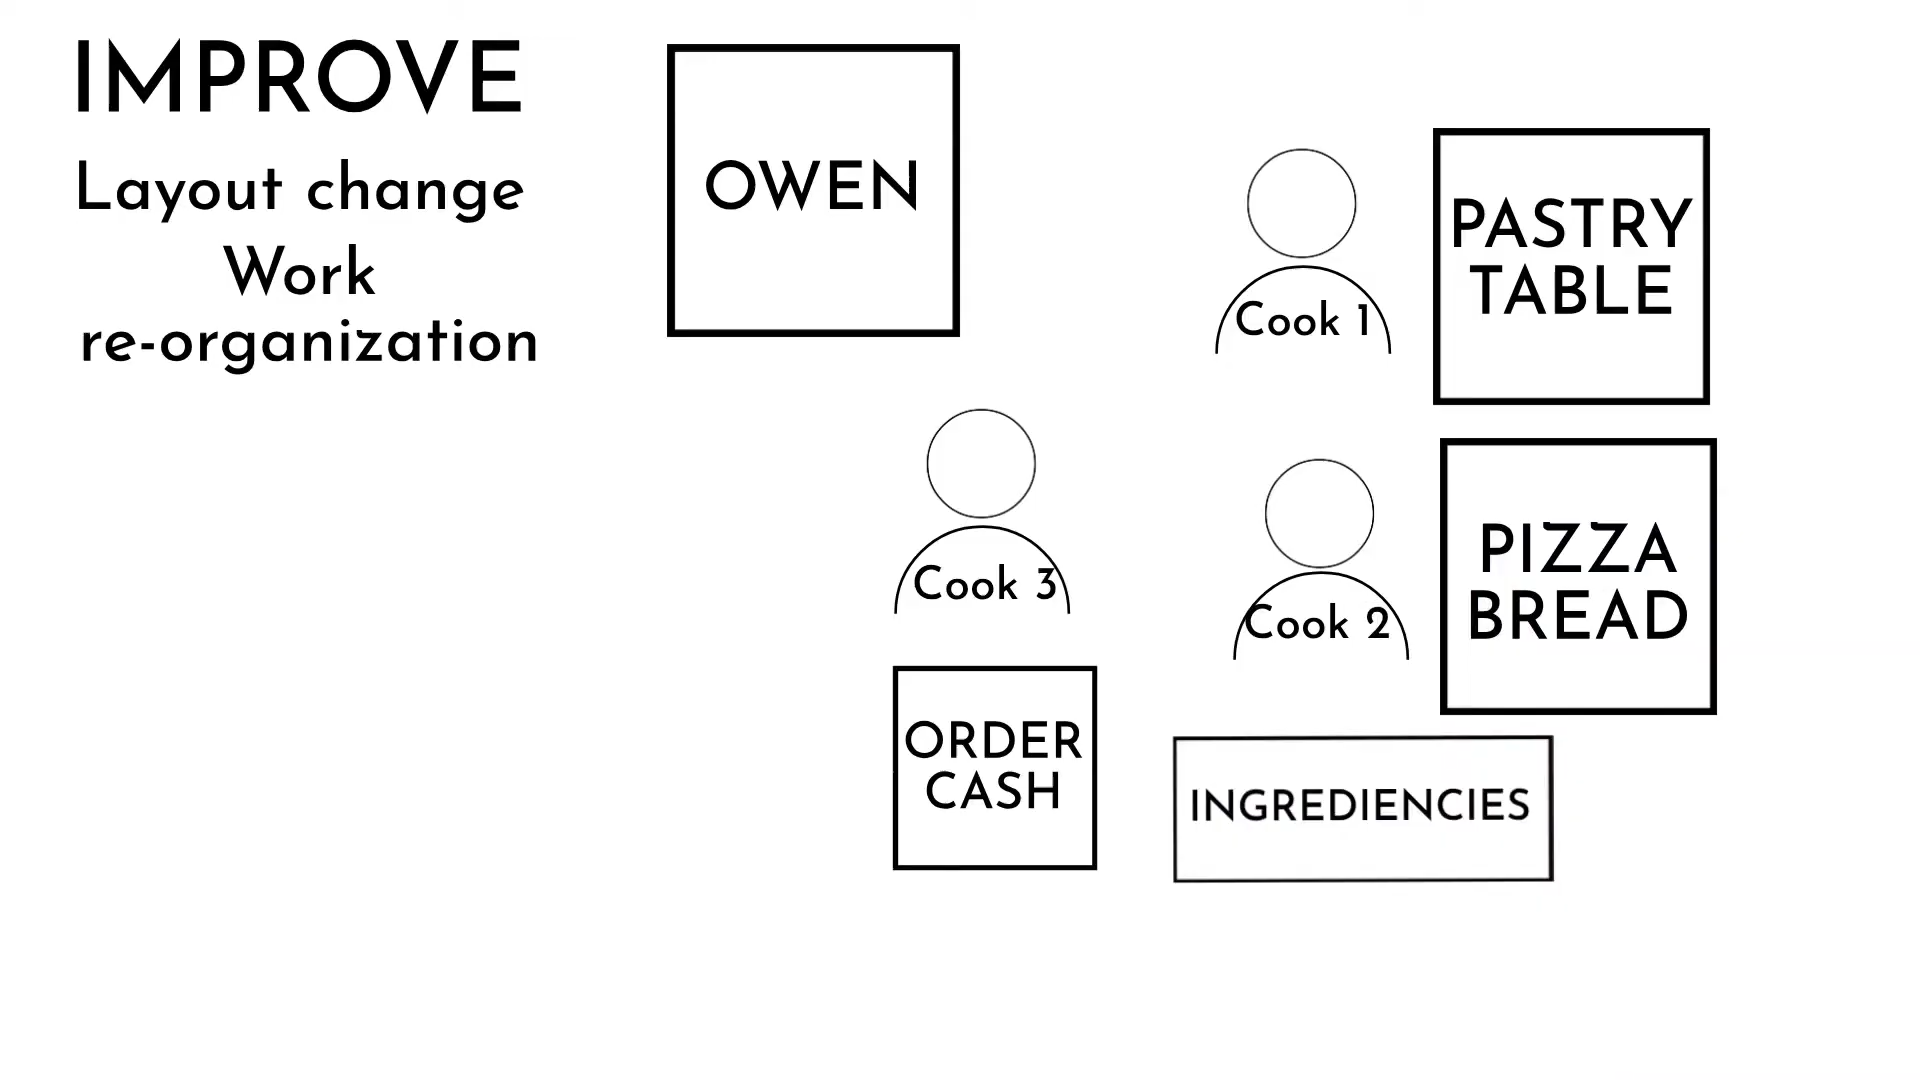 IMPROVE
Layout change
Work
re-organization
OWEN
Cook 1
PASTRY
TABLE
Cook 3
Cook 2
PIZZA
BREAD
ORDER
CASH
INGREDIENCIES